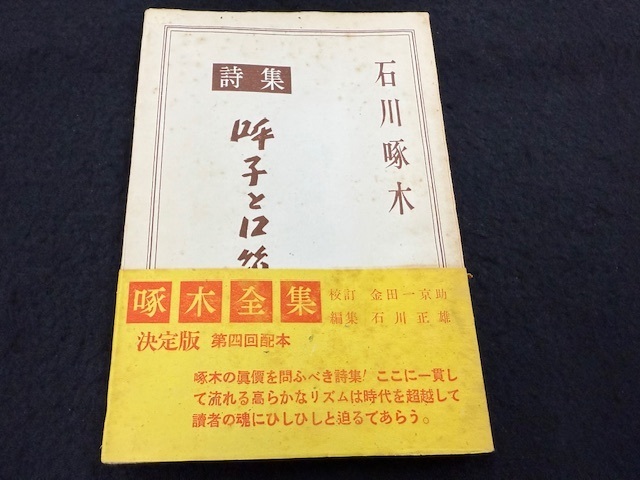 石川啄木
詩集
呼子と口笛
啄木全集
校訂 金田一京助
編集 石川正雄
決定版 第四回配本
啄木の眞價を問ふべき詩集! ここに一貫し
て流れる高らかなリズムは時代を超越して
讀者の魂にひしひしと迫るであらう。